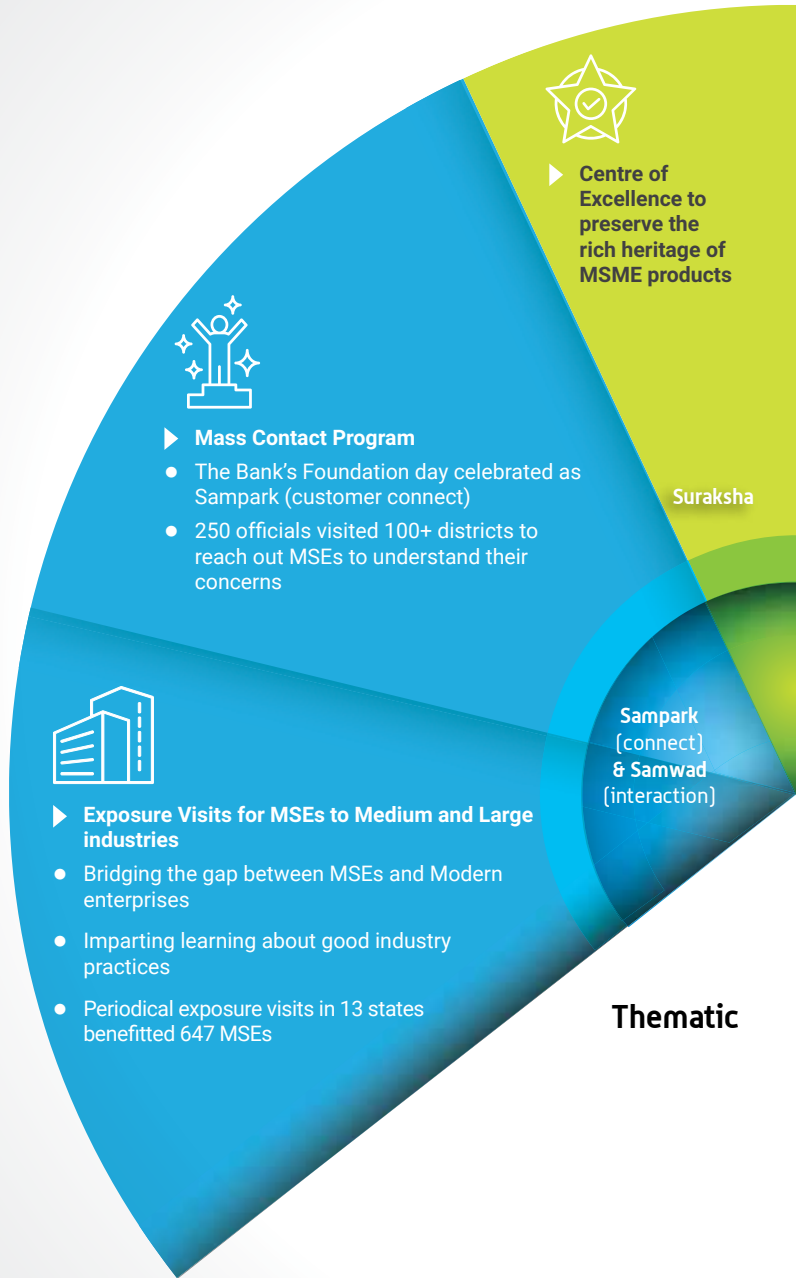 Centre of
Excellence to
preserve the
rich heritage of
MSME products
Suraksha
Mass Contact Program
The Bank's Foundation day celebrated as
Sampark (customer connect)
250 officials visited 100+ districts to
reach out MSEs to understand their
concerns
Sampark
(connect)
& Samwad
(interaction)
Exposure Visits for MSEs to Medium and Large
industries
Bridging the gap between MSEs and Modern
enterprises
Imparting learning about good industry
practices
Periodical exposure visits in 13 states
benefitted 647 MSEs
Thematic